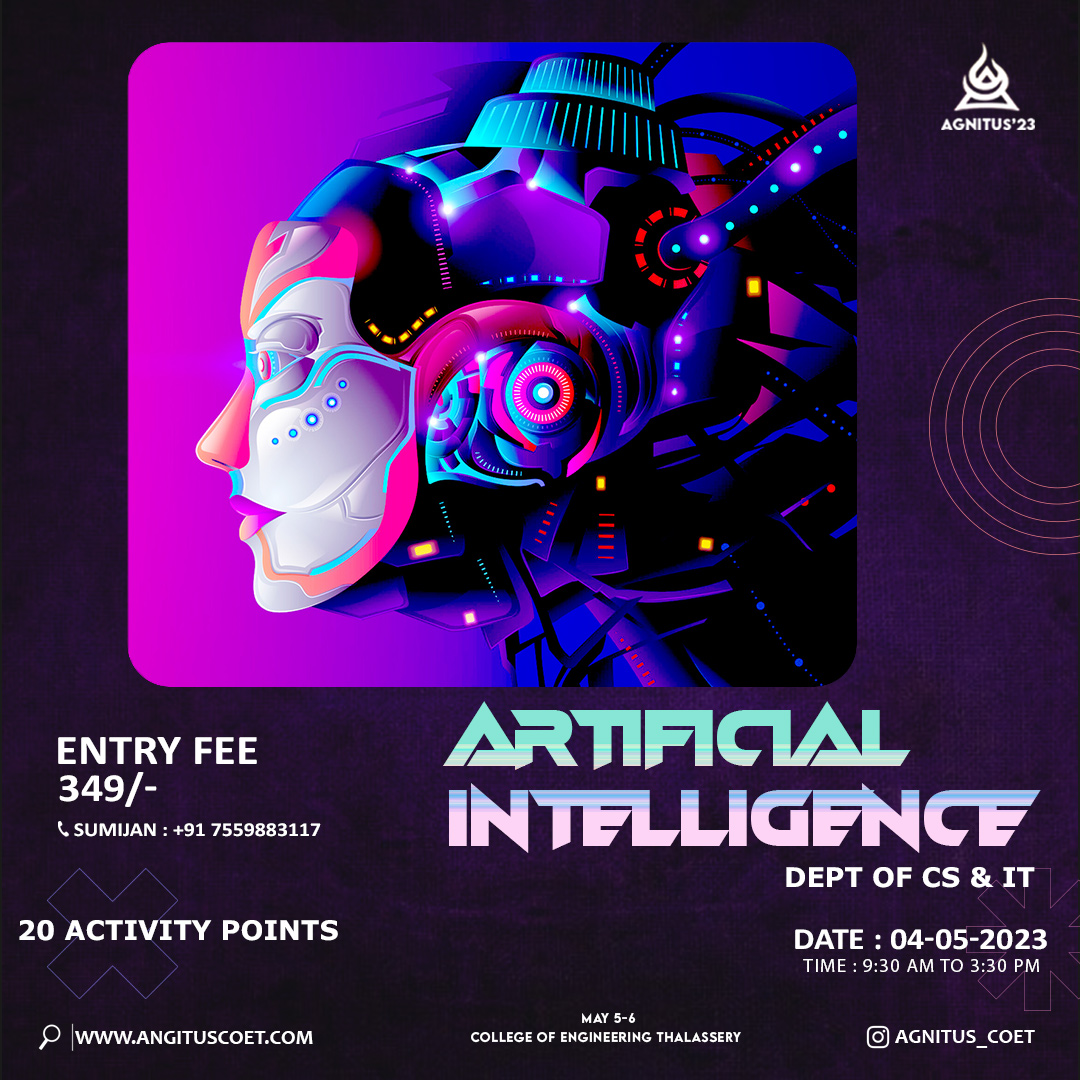 AGNITUS'23
ARTIFICIAL
INTELLIGENCE
DEPT OF CS & IT
ENTRY FEE
349/-
SUMIJAN : +91 7559883117
20 ACTIVITY POINTS
DATE : 04-05-2023
TIME : 9:30 AM TO 3:30 PM
WWW.ANGITUSCOET.COM
MAY 5-6
COLLEGE OF ENGINEERING THALASSERY
AGNITUS_COET